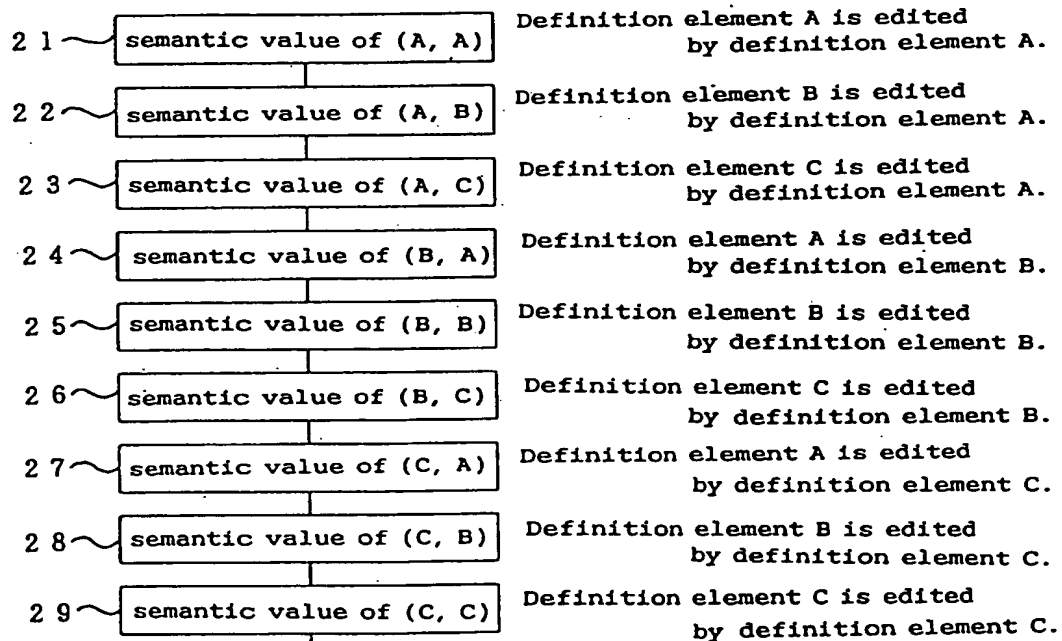 Definition element A is edited
21 semantic value of (A, A)
by definition element A.
Definition element B is edited
22 semantic value of (A, B)
by definition element A.
Definition element C is edited
23 semantic value of (A, C)
by definition element A.
Definition element A is edited
24 semantic value of (B, A)
by definition element B.
Definition element B is edited
25 semantic value of (B, B)
by definition element B.
Definition element C is edited
26 semantic value of (B, C)
by definition element B.
Definition element A is edited
27 semantic value of (C, A)
by definition element C.
Definition element B is edited
28 semantic value of (C, B)
by definition element C.
Definition element C is edited
29 semantic value of (C, C)
by definition element C.